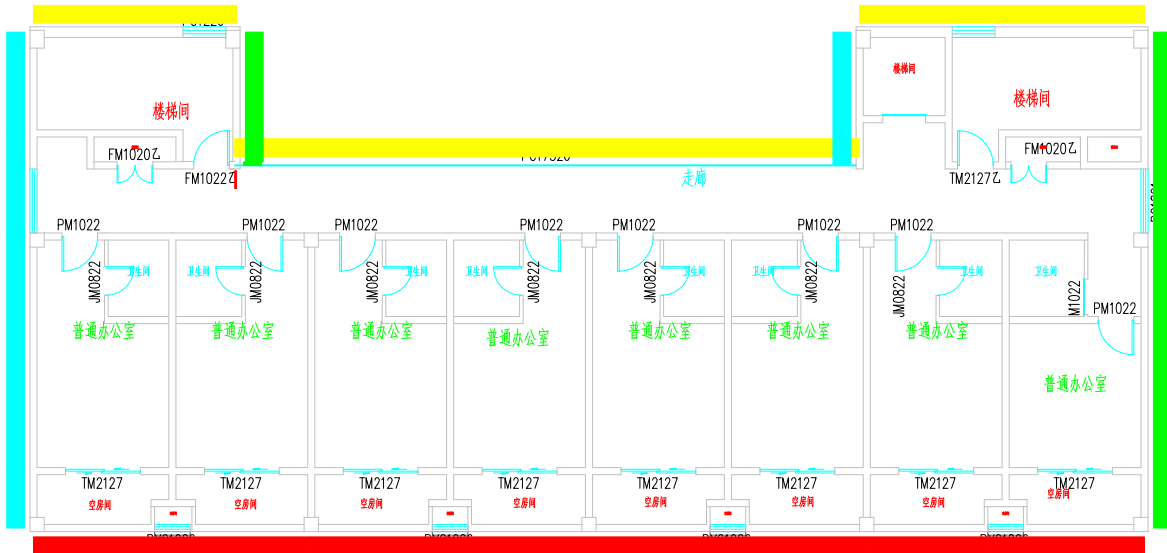 楼梯间
楼梯间
楼梯间
FM1020乙
FM1022乙
走廊
TM2127乙
FM1020乙
PM1022
PM1022
PM1022
PM1022
PM1022
PM1022
PM1022
卫生间
卫生间
卫生间
卫生间
卫生间
卫生间
卫生间
卫生间
JM0822
JM0822
JM0822
JM0822
JM0822
JM0822
JM0822
M1022
PM1022
普通办公室
普通办公室
普通办公室
普通办公室
普通办公室
普通办公室
普通办公室
普通办公室
TM2127
TM2127
TM2127
TM2127
TM2127
TM2127
TM2127
TM2127
空房间
空房间
空房间
空房间
空房间
空房间
空房间
空房间